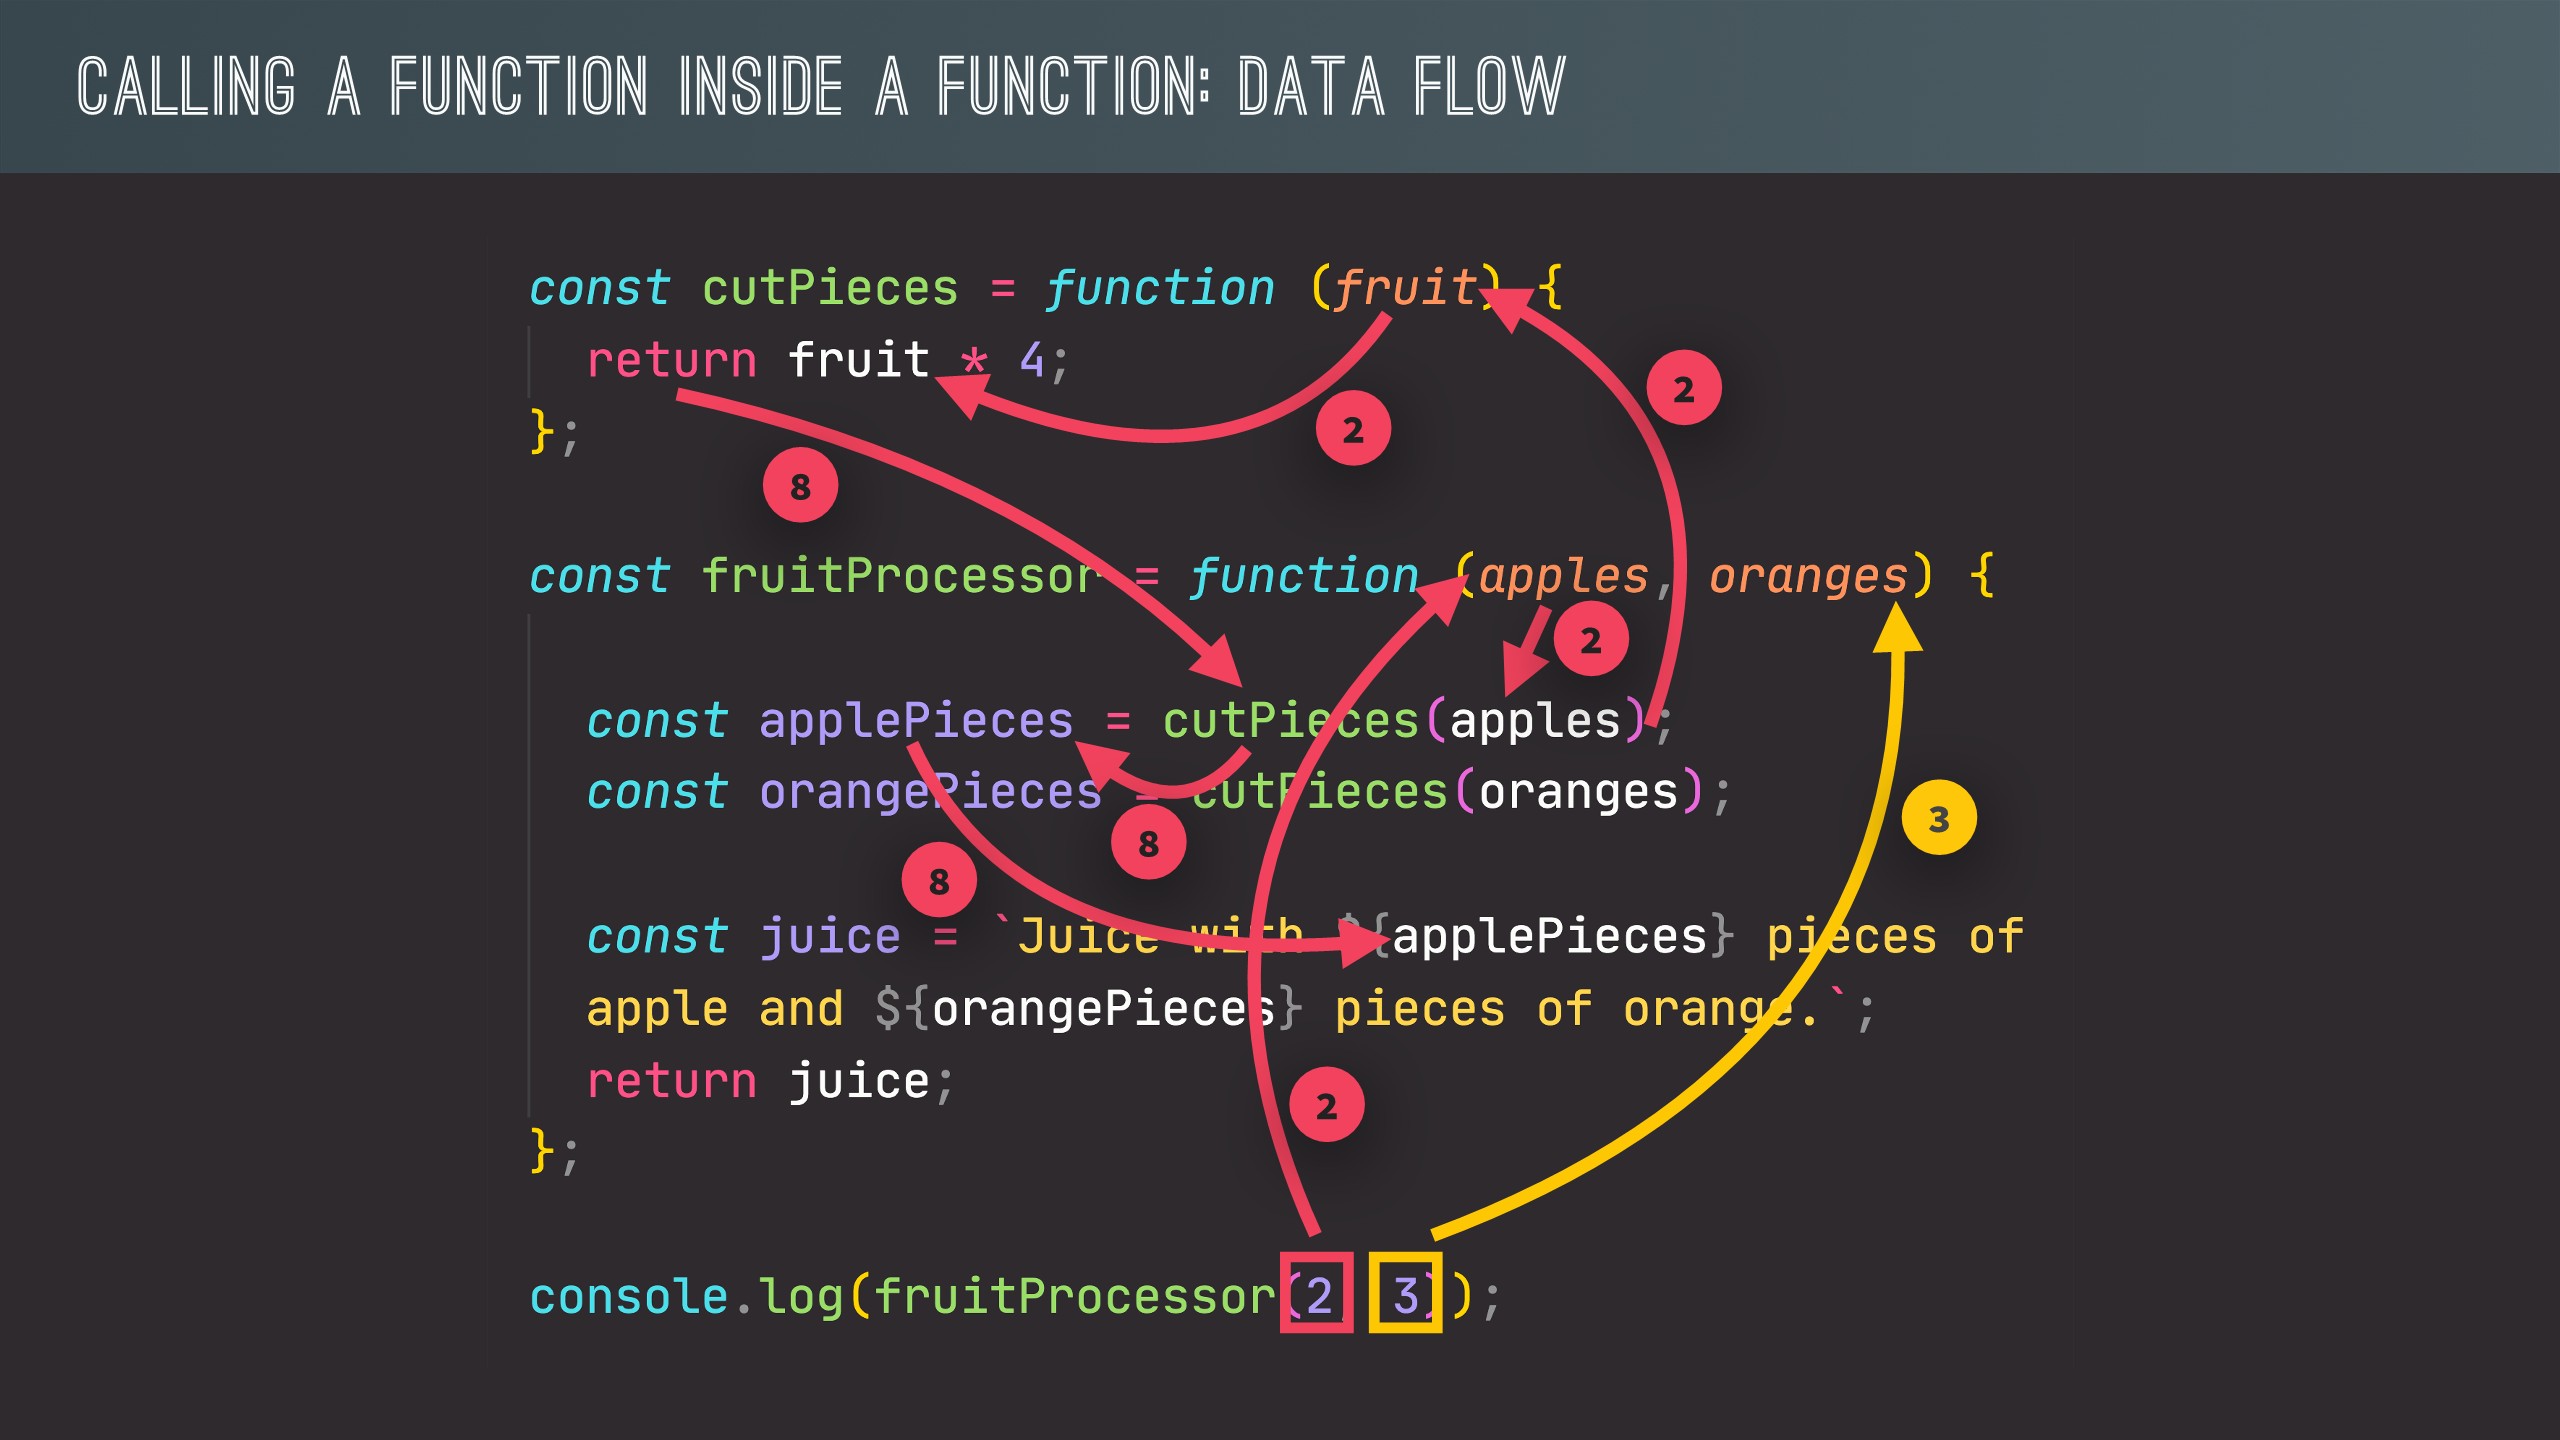 CALLING A FUNCTION INSIDE A FUNCTION: DATA FLOW
const cutPieces = function (fruit) {
return fruit * 4;
2
2
};
8
const fruitProcessor = function (apples, oranges) {
2
const applePieces = cutPieces(apples);
const orangePieces = cutPieces(oranges);
3
8
8
const juice = `Juice with ${applePieces} pieces of
apple and ${orangePieces} pieces of orange.`;
return juice;
2
};
console.log(fruitProcessor(2, 3));